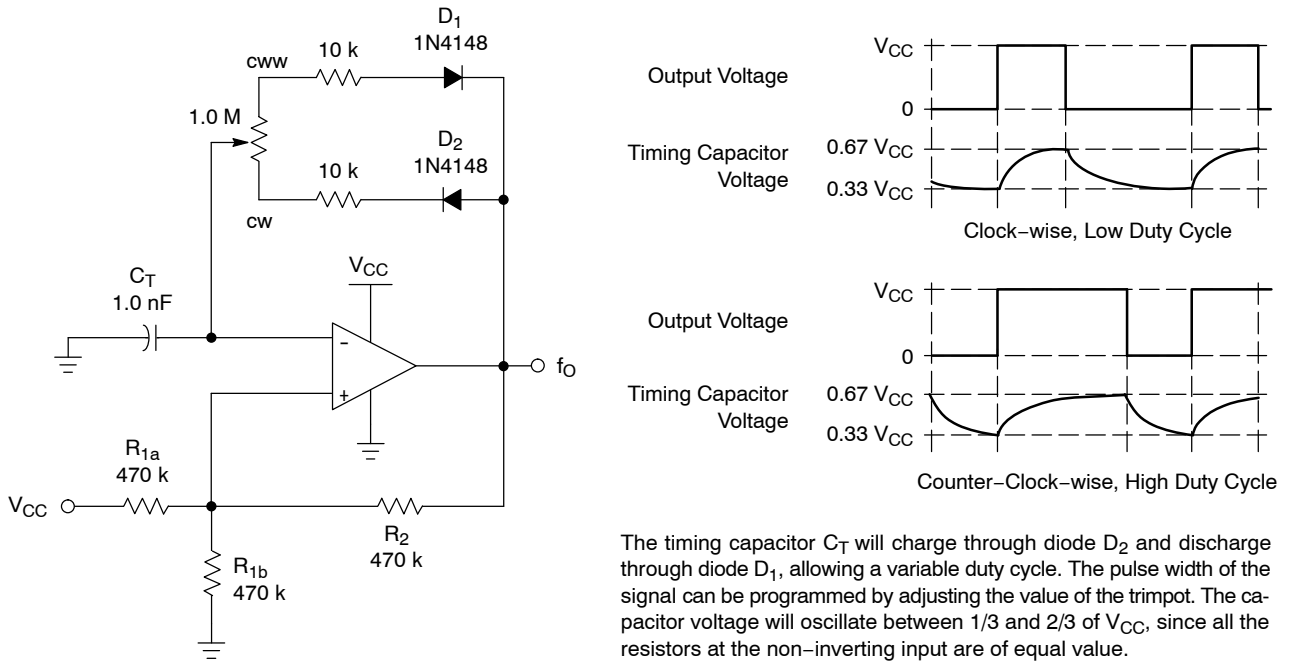 D1
1N4148
10 k
cww
1.0 M
D2
1N4148
10 k
cw
VCC
CT
1.0 nF
-
+
fO
R1a
470 k
VCC
R2
470 k
R1b
470 k
Output Voltage
VCC
0
Timing Capacitor
Voltage
0.67 VCC
0.33 VCC
Clock-wise, Low Duty Cycle
Output Voltage
VCC
0
Timing Capacitor
Voltage
0.67 VCC
0.33 VCC
Counter-Clock-wise, High Duty Cycle
The timing capacitor CT will charge through diode D2 and discharge
through diode D1, allowing a variable duty cycle. The pulse width of the
signal can be programmed by adjusting the value of the trimpot. The ca-
pacitor voltage will oscillate between 1/3 and 2/3 of VCC, since all the
resistors at the non-inverting input are of equal value.